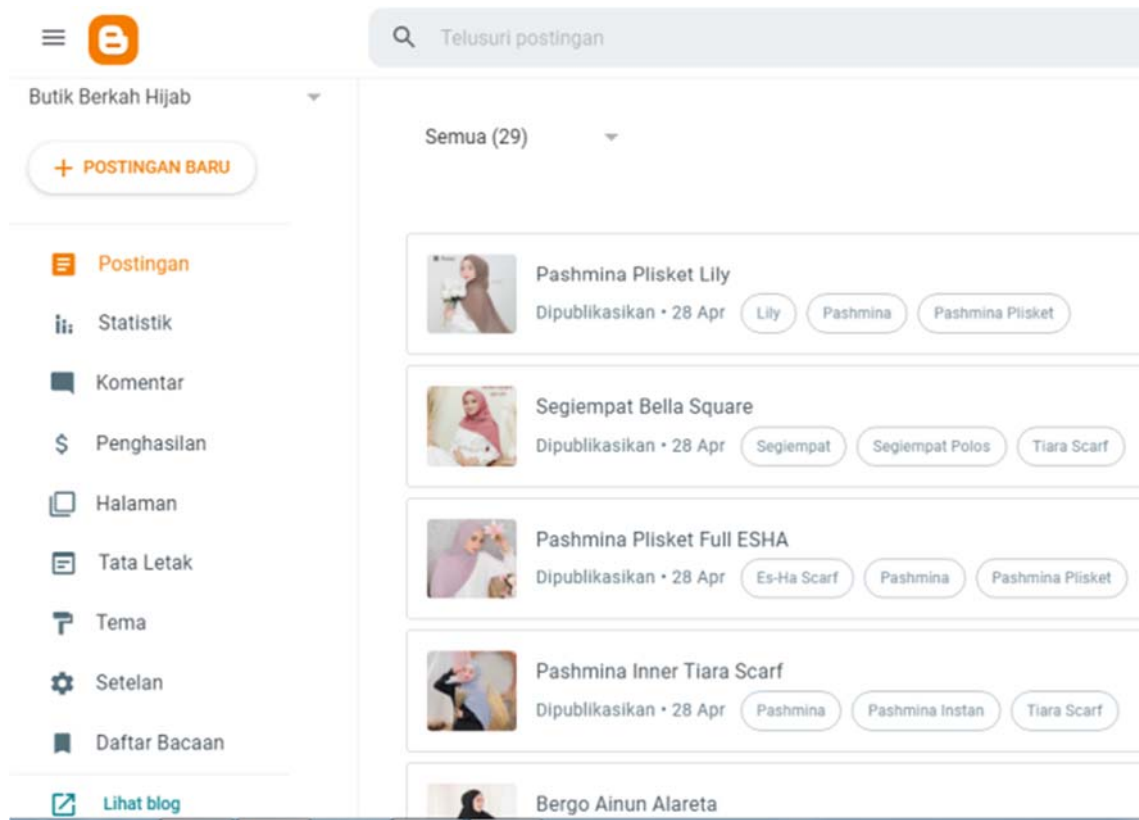 Telusuri postingan
Butik Berkah Hijab
+ POSTINGAN BARU
Postingan
Statistik
Komentar
$ Penghasilan
Halaman
Tata Letak
Tema
Setelan
Daftar Bacaan
Lihat blog
Semua (29)
Pashmina Plisket Lily
Dipublikasikan • 28 Apr Lily Pashmina Pashmina Plisket
Segiempat Bella Square
Dipublikasikan • 28 Apr Segiempat Segiempat Polos Tiara Scarf
Pashmina Plisket Full ESHA
Dipublikasikan • 28 Apr Es-Ha Scarf Pashmina Pashmina Plisket
Pashmina Inner Tiara Scarf
Dipublikasikan • 28 Apr Pashmina Pashmina Instan Tiara Scarf
Bergo Ainun Alareta